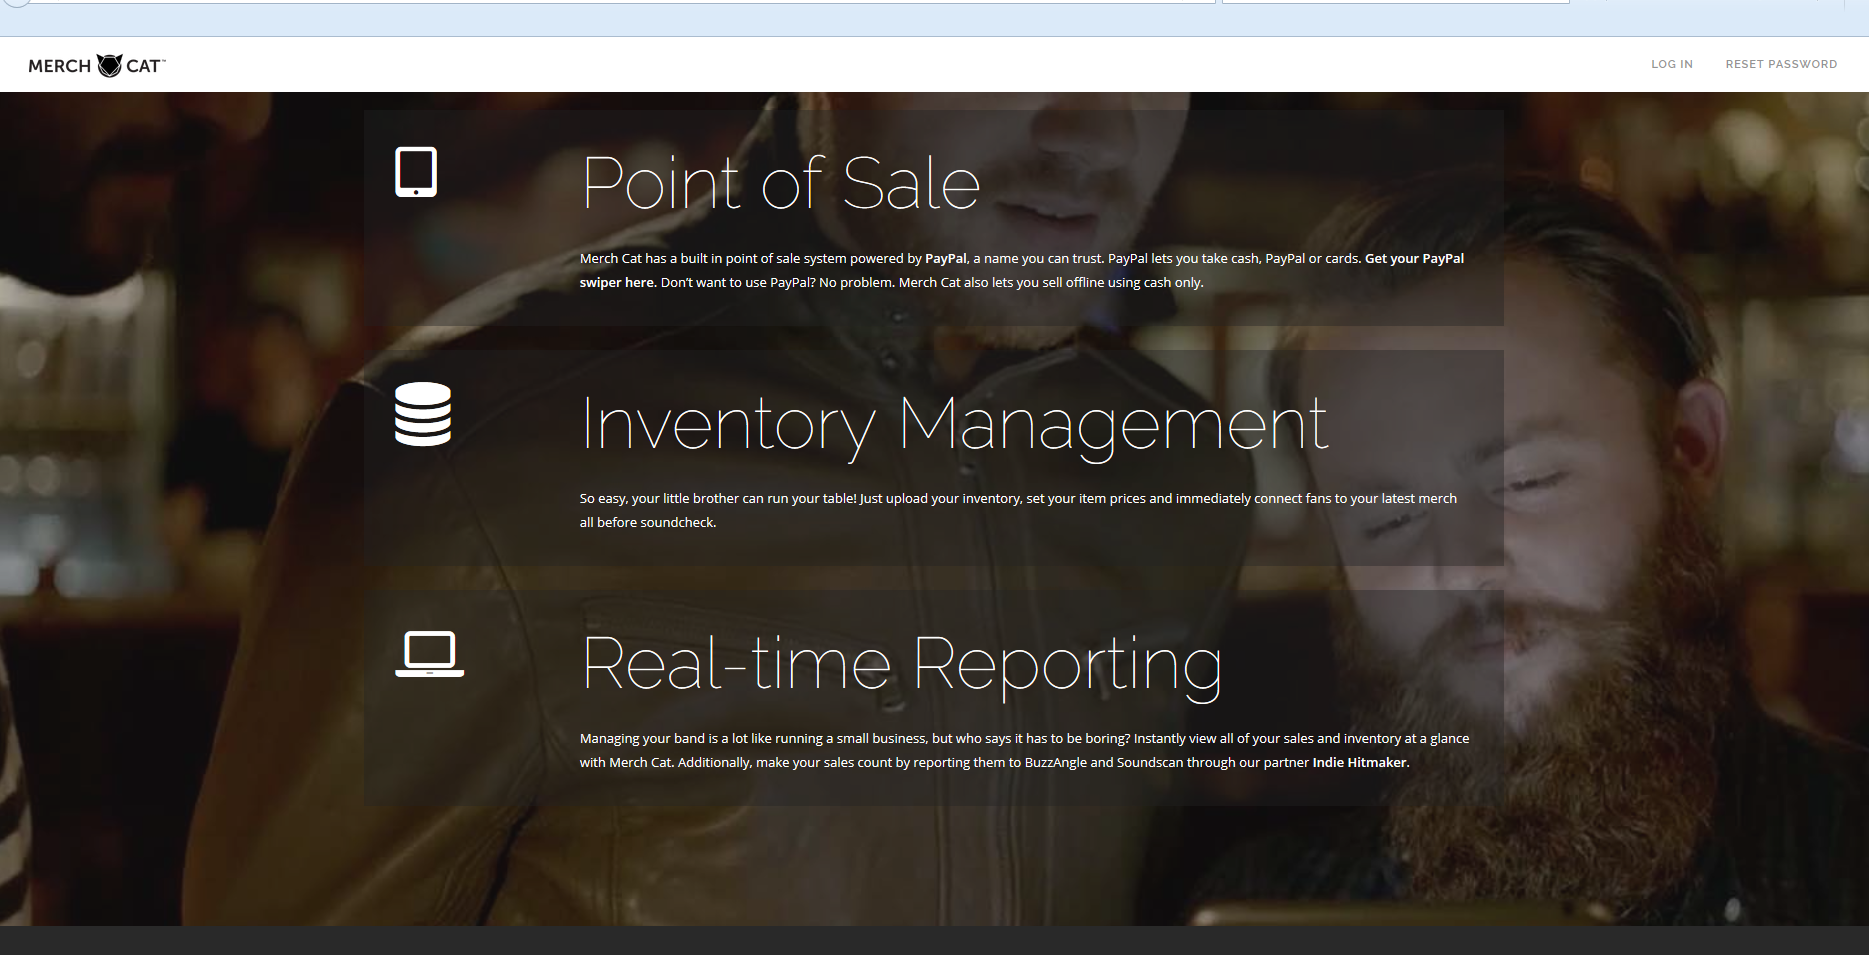 MERCH CAT™
LOG IN
RESET PASSWORD
Point of Sale
Merch Cat has a built in point of sale system powered by PayPal, a name you can trust. PayPal lets you take cash, PayPal or cards. Get your PayPal
swiper here. Don't want to use PayPal? No problem. Merch Cat also lets you sell offline using cash only.
Inventory Management
So easy, your little brother can run your table! Just upload your inventory, set your item prices and immediately connect fans to your latest merch
all before soundcheck.
Real-time Reporting
Managing your band is a lot like running a small business, but who says it has to be boring? Instantly view all of your sales and inventory at a glance
with Merch Cat. Additionally, make your sales count by reporting them to BuzzAngle and Soundscan through our partner Indie Hitmaker.